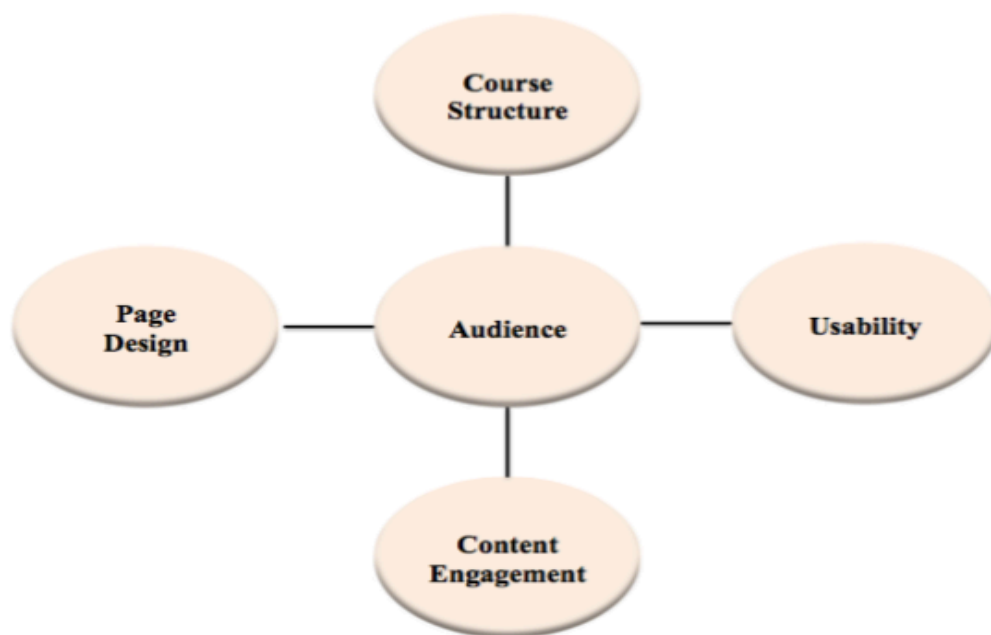 Course
Structure
Page
Design
Audience
Usability
Content
Engagement